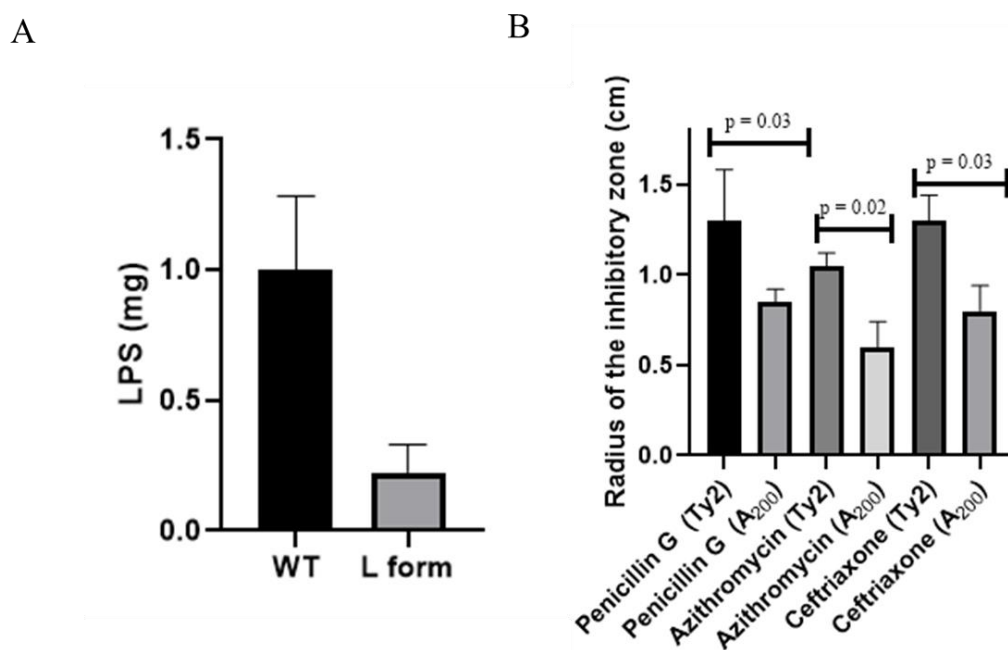 A
LPS (mg)
1.5
1.0
0.5
0.0
WT
L form
B
Radius of the inhibitory zone (cm)
1.5
1.0
0.5
0.0
p = 0.03
p = 0.02
p = 0.03
Penicillin G (Ty2)
Penicillin G (A₂₀₀)
Azithromycin (Ty2)
Azithromycin (A₂₀₀)
Ceftriaxone (Ty2)
Ceftriaxone (A₂₀₀)